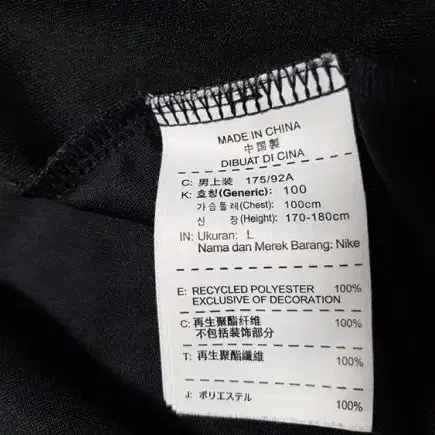 MADE IN CHINA
中国製
DIBUAT DI CINA
C: 男上装 175/92A
K: 호칭(Generic): 100
가슴둘레(Chest): 100cm
신 장(Height): 170-180cm
IN: Ukuran: L
Nama dan Merek Barang: Nike
E: RECYCLED POLYESTER 100%
EXCLUSIVE OF DECORATION
C: 再生聚酯纤维 100%
不包括装饰部分
T: 再生聚酯纖維 100%
J: ポリエステル 100%